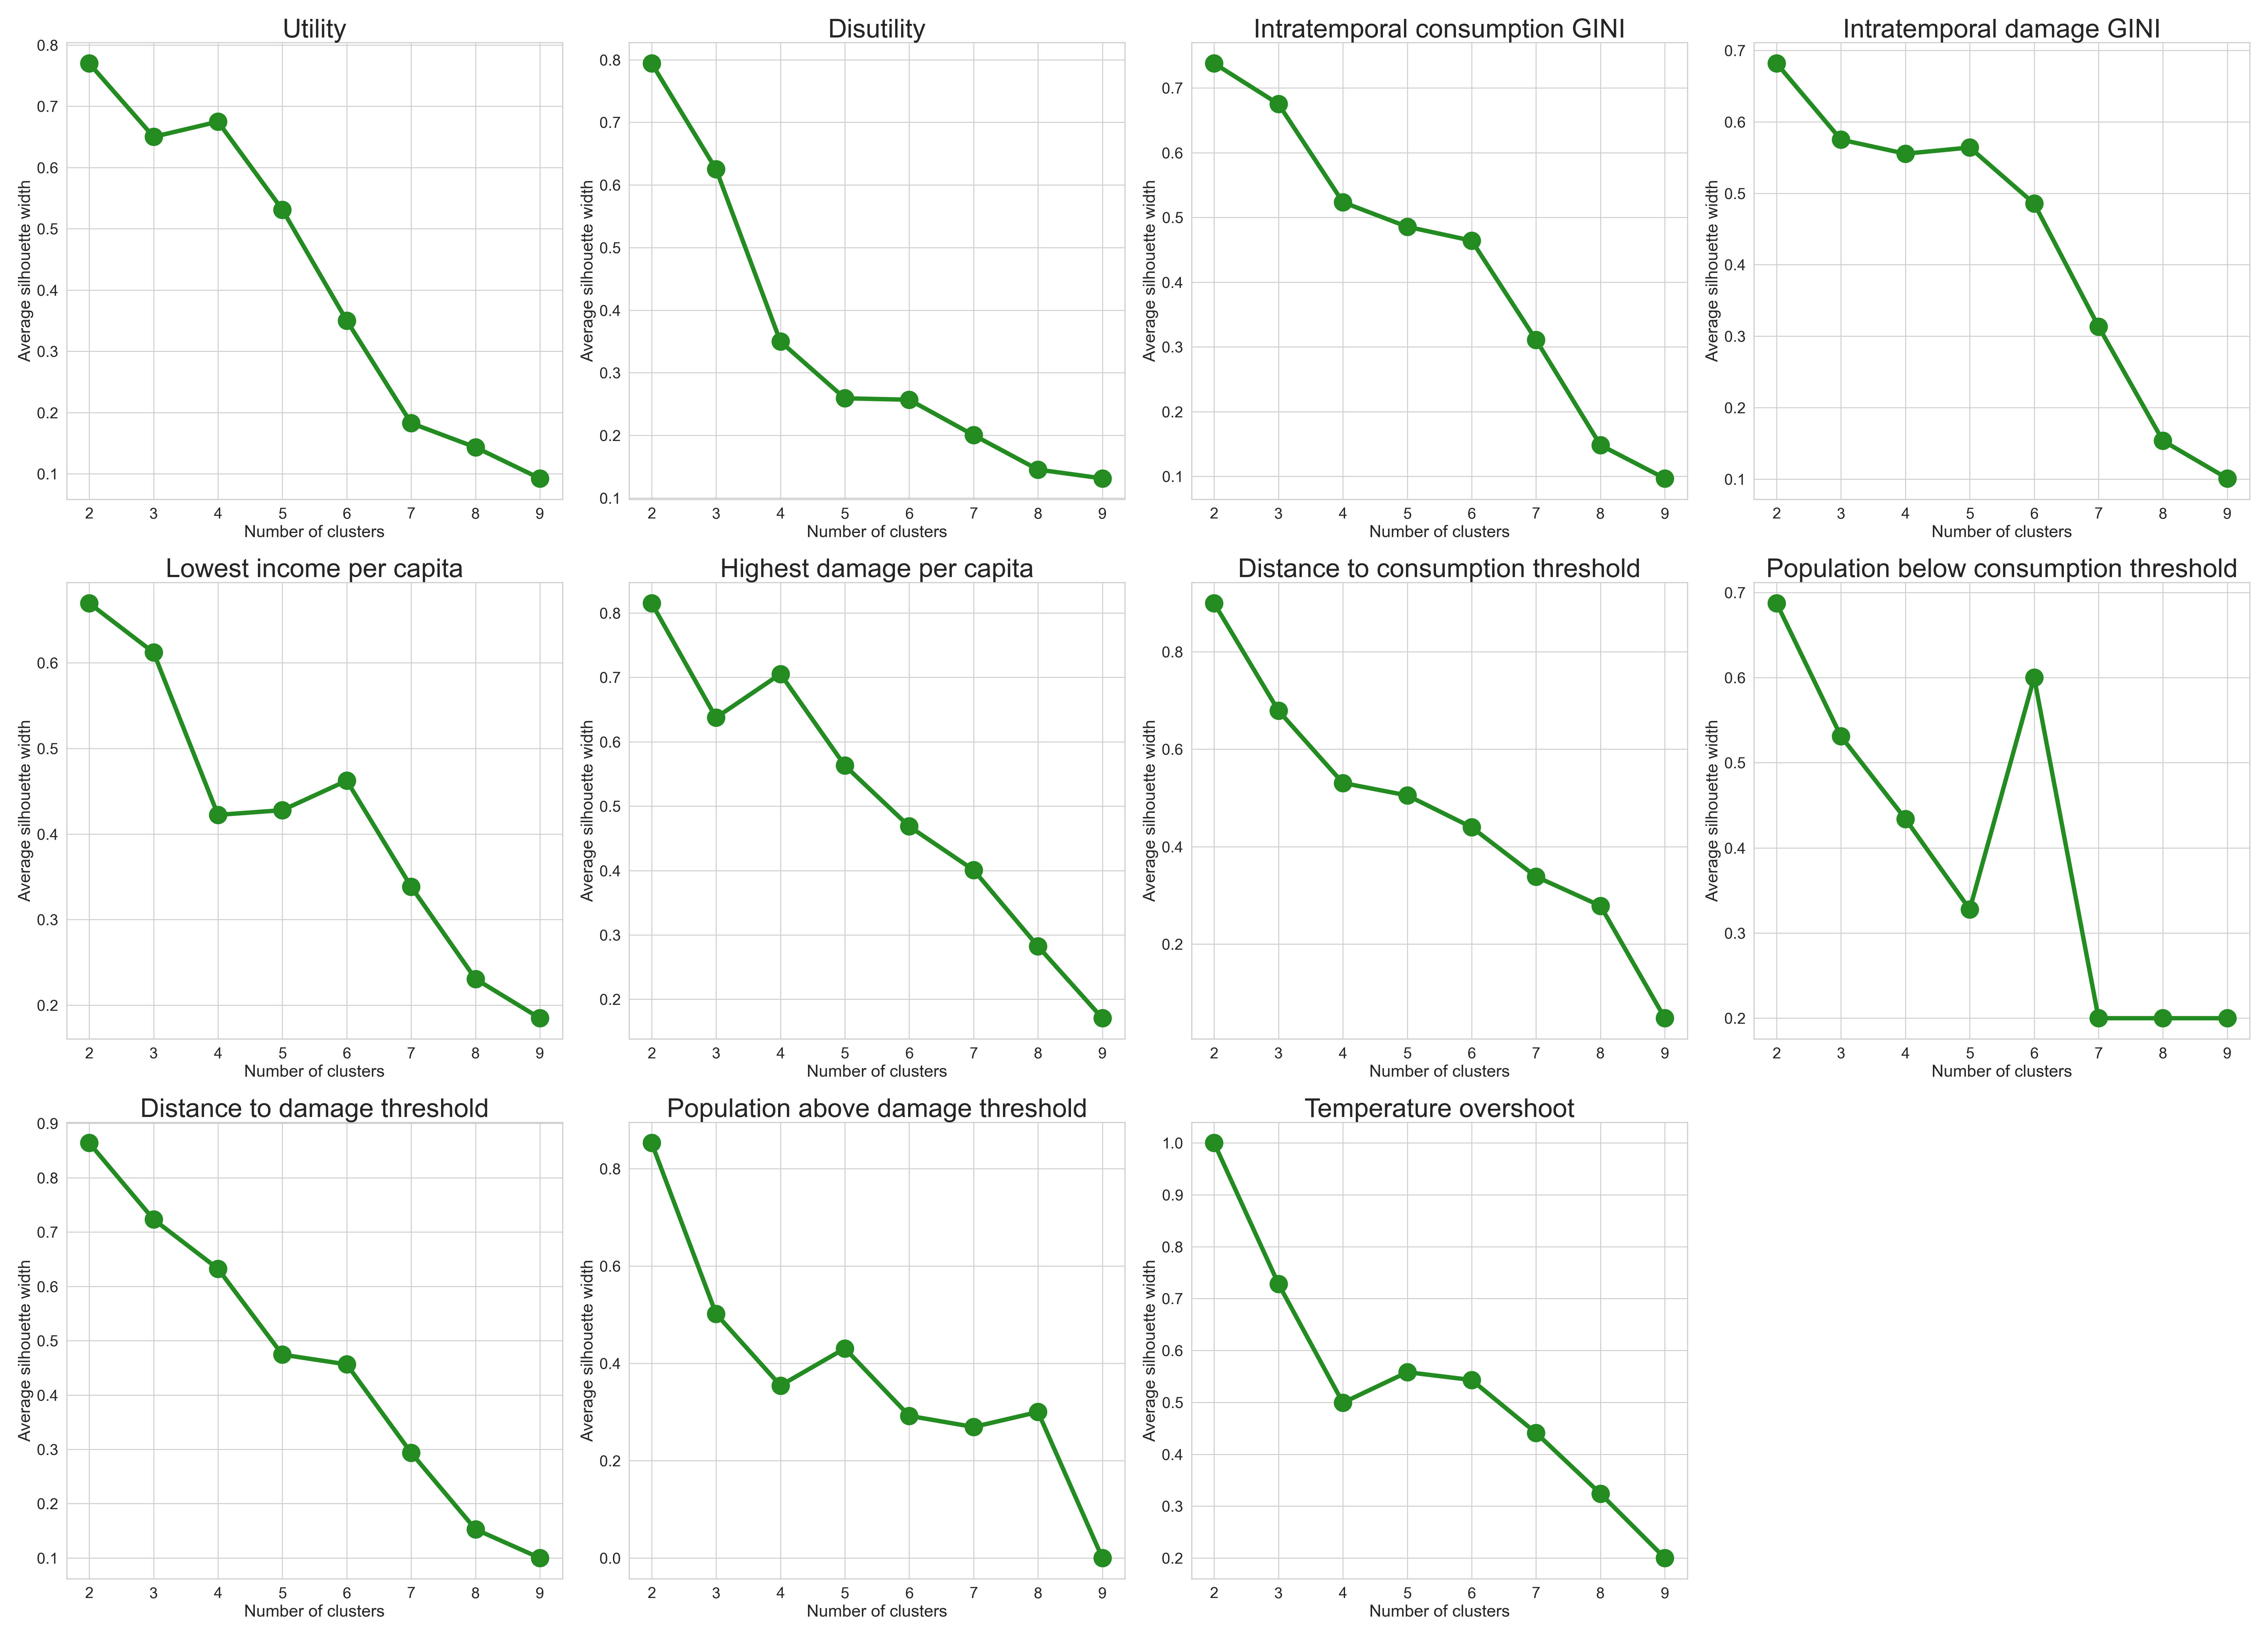 Utility
Average silhouette width
0.8
0.7
0.6
0.5
0.4
0.3
0.2
0.1
2 3 4 5 6 7 8 9
Number of clusters
Disutility
Average silhouette width
0.8
0.7
0.6
0.5
0.4
0.3
0.2
0.1
2 3 4 5 6 7 8 9
Number of clusters
Intratemporal consumption GINI
Average silhouette width
0.7
0.6
0.5
0.4
0.3
0.2
0.1
2 3 4 5 6 7 8 9
Number of clusters
Intratemporal damage GINI
Average silhouette width
0.7
0.6
0.5
0.4
0.3
0.2
0.1
2 3 4 5 6 7 8 9
Number of clusters
Lowest income per capita
Average silhouette width
0.6
0.5
0.4
0.3
0.2
2 3 4 5 6 7 8 9
Number of clusters
Highest damage per capita
Average silhouette width
0.8
0.7
0.6
0.5
0.4
0.3
0.2
2 3 4 5 6 7 8 9
Number of clusters
Distance to consumption threshold
Average silhouette width
0.8
0.6
0.4
0.2
2 3 4 5 6 7 8 9
Number of clusters
Population below consumption threshold
Average silhouette width
0.7
0.6
0.5
0.4
0.3
0.2
2 3 4 5 6 7 8 9
Number of clusters
Distance to damage threshold
Average silhouette width
0.9
0.8
0.7
0.6
0.5
0.4
0.3
0.2
0.1
2 3 4 5 6 7 8 9
Number of clusters
Population above damage threshold
Average silhouette width
0.8
0.6
0.4
0.2
0.0
2 3 4 5 6 7 8 9
Number of clusters
Temperature overshoot
Average silhouette width
1.0
0.9
0.8
0.7
0.6
0.5
0.4
0.3
0.2
2 3 4 5 6 7 8 9
Number of clusters